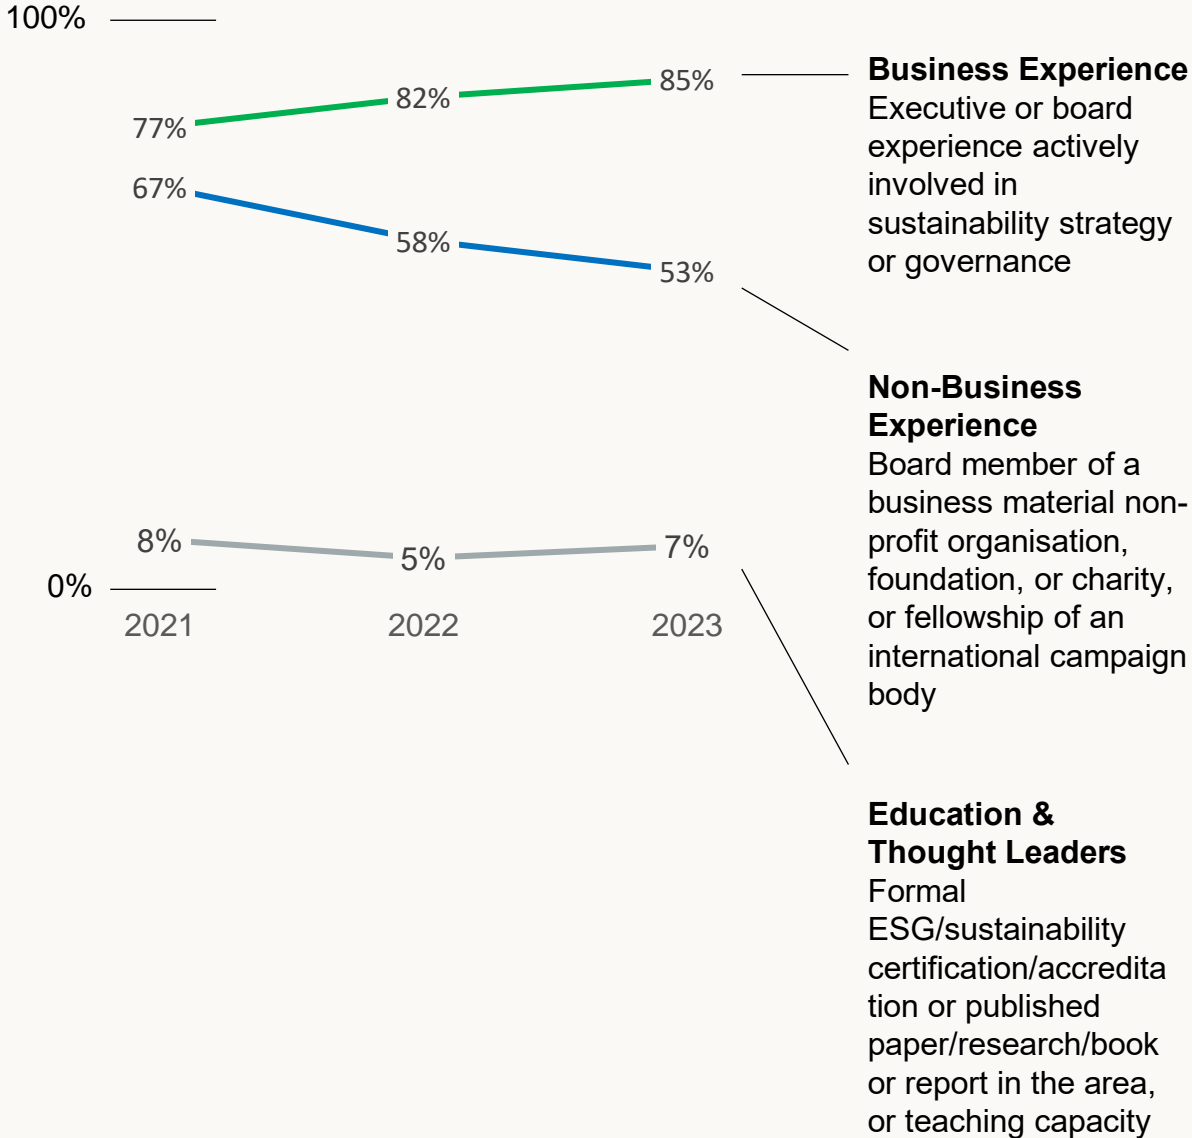 100%
77%
82%
85%
67%
58%
53%
8%
5%
7%
0%
2021
2022
2023
Business Experience
Executive or board
experience actively
involved in
sustainability strategy
or governance
Non-Business
Experience
Board member of a
business material non-
profit organisation,
foundation, or charity,
or fellowship of an
international campaign
body
Education &
Thought Leaders
Formal
ESG/sustainability
certification/accredita
tion or published
paper/research/book
or report in the area,
or teaching capacity